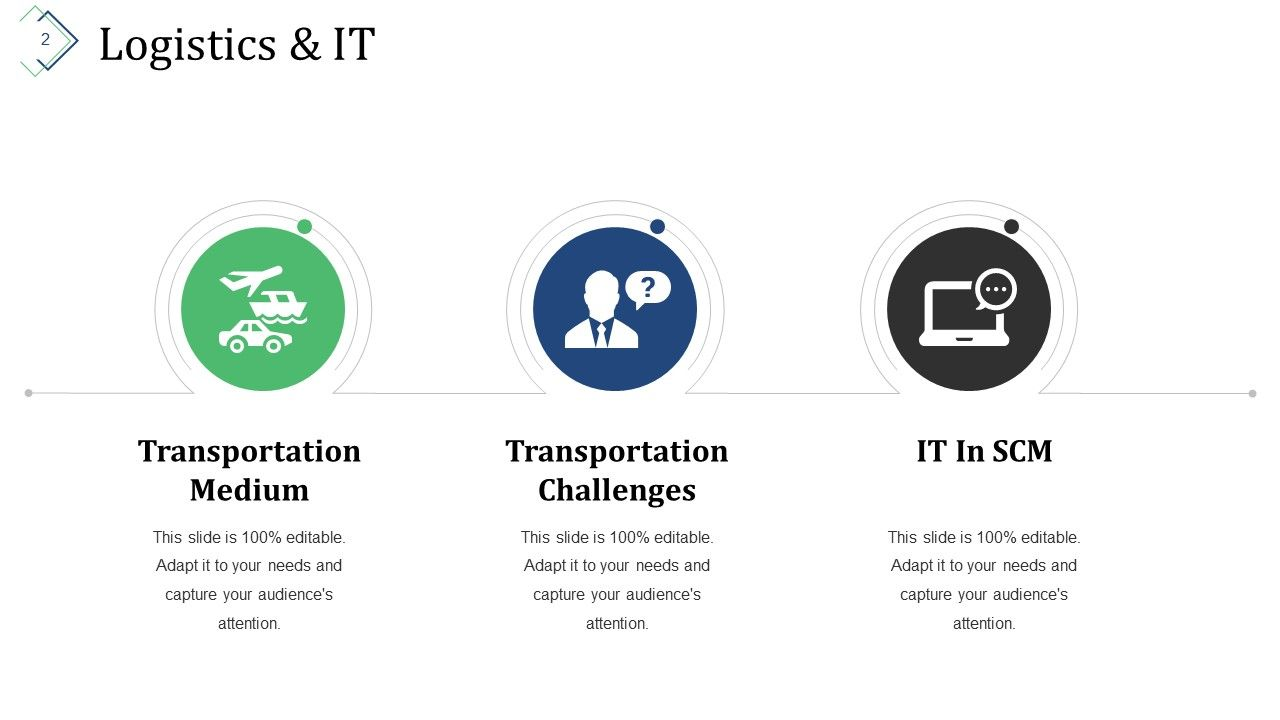 2
Logistics & IT
?
Transportation
Medium
This slide is 100% editable.
Adapt it to your needs and
capture your audience's
attention.
Transportation
Challenges
This slide is 100% editable.
Adapt it to your needs and
capture your audience's
attention.
IT In SCM
This slide is 100% editable.
Adapt it to your needs and
capture your audience's
attention.